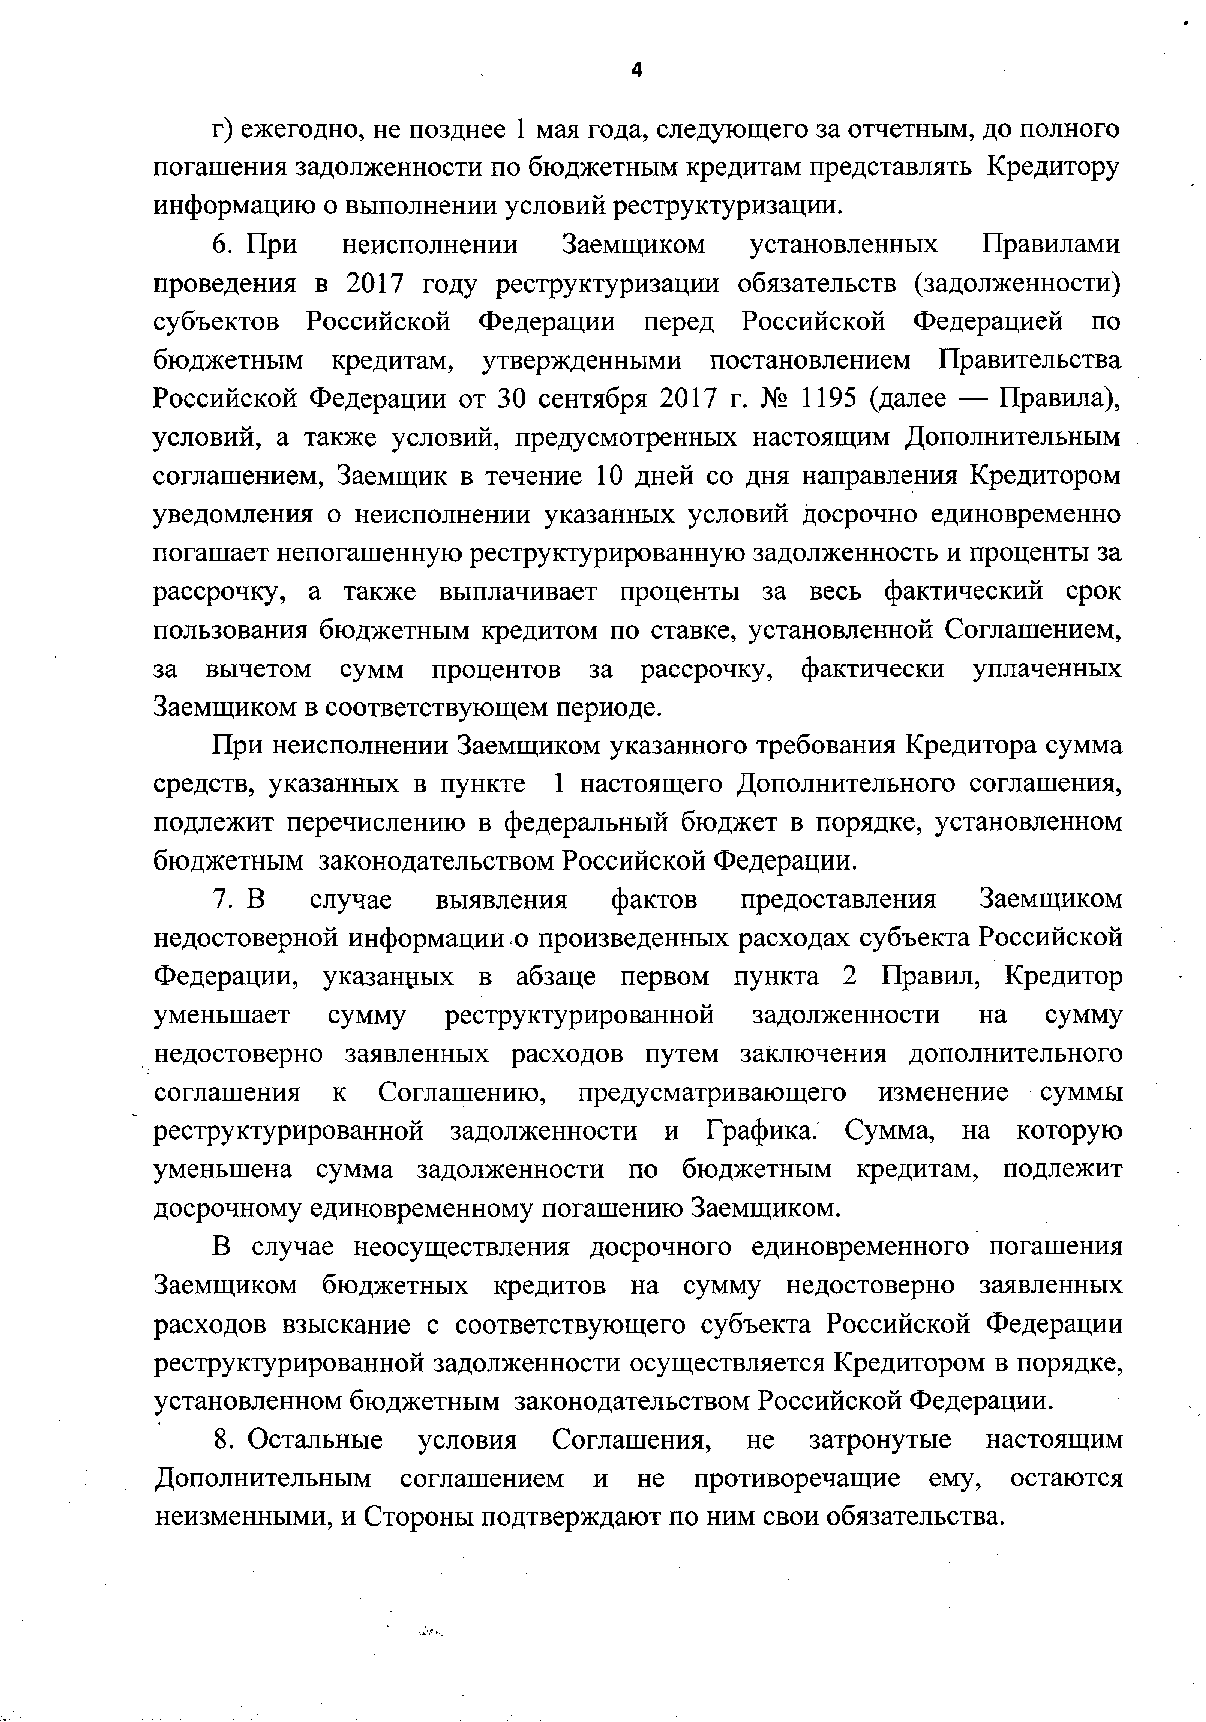 4
г) ежегодно, не позднее 1 мая года, следующего за отчетным, до полного
погашения задолженности по бюджетным кредитам представлять Кредитору
информацию о выполнении условий реструктуризации.
6. При неисполнении Заемщиком установленных Правилами
проведения в 2017 году реструктуризации обязательств (задолженности)
субъектов Российской Федерации перед Российской Федерацией по
бюджетным кредитам, утвержденными постановлением Правительства
Российской Федерации от 30 сентября 2017 г. № 1195 (далее — Правила),
условий, а также условий, предусмотренных настоящим Дополнительным
соглашением, Заемщик в течение 10 дней со дня направления Кредитором
уведомления о неисполнении указанных условий досрочно единовременно
погашает непогашенную реструктурированную задолженность и проценты за
рассрочку, а также выплачивает проценты за весь фактический срок
пользования бюджетным кредитом по ставке, установленной Соглашением,
за вычетом сумм процентов за рассрочку, фактически уплаченных
Заемщиком в соответствующем периоде.
При неисполнении Заемщиком указанного требования Кредитора сумма
средств, указанных в пункте 1 настоящего Дополнительного соглашения,
подлежит перечислению в федеральный бюджет в порядке, установленном
бюджетным законодательством Российской Федерации.
7. В случае выявления фактов предоставления Заемщиком
недостоверной информации о произведенных расходах субъекта Российской
Федерации, указанных в абзаце первом пункта 2 Правил, Кредитор
уменьшает сумму реструктурированной задолженности на сумму
недостоверно заявленных расходов путем заключения дополнительного
соглашения к Соглашению, предусматривающего изменение суммы
реструктурированной задолженности и Графика. Сумма, на которую
уменьшена сумма задолженности по бюджетным кредитам, подлежит
досрочному единовременному погашению Заемщиком.
В случае неосуществления досрочного единовременного погашения
Заемщиком бюджетных кредитов на сумму недостоверно заявленных
расходов взыскание с соответствующего субъекта Российской Федерации
реструктурированной задолженности осуществляется Кредитором в порядке,
установленном бюджетным законодательством Российской Федерации.
8. Остальные условия Соглашения, не затронутые настоящим
Дополнительным соглашением и не противоречащие ему, остаются
неизменными, и Стороны подтверждают по ним свои обязательства.